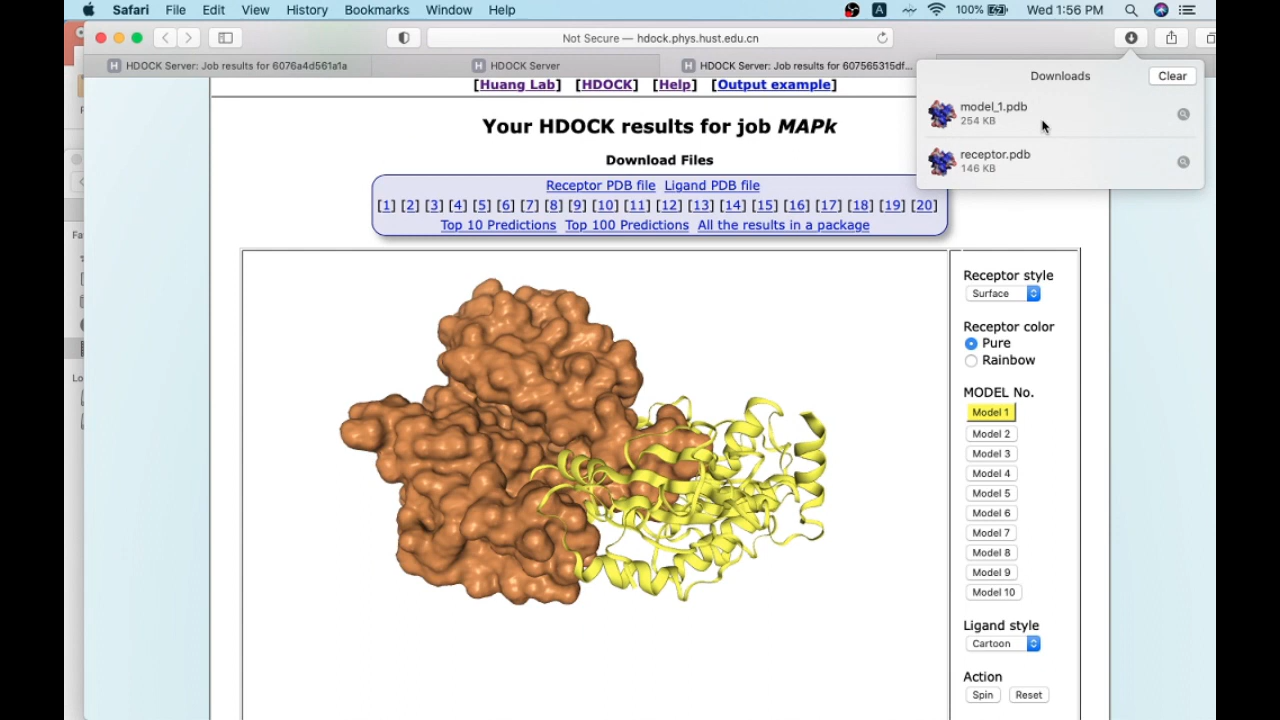 Safari File Edit View History Bookmarks Window Help A 100% Wed 1:56 PM
Not Secure — hdock.phys.hust.edu.cn
H HDOCK Server: Job results for 6076a4d561a1a
H HDOCK Server
H HDOCK Server: Job results for 607565315df...
Downloads Clear
model_1.pdb
254 KB
receptor.pdb
146 KB
[Huang Lab] [HDOCK] [Help] [Output example]
Your HDOCK results for job MAPk
Download Files
Receptor PDB file Ligand PDB file
[1] [2] [3] [4] [5] [6] [7] [8] [9] [10] [11] [12] [13] [14] [15] [16] [17] [18] [19] [20]
Top 10 Predictions Top 100 Predictions All the results in a package
Receptor style
Surface
Receptor color
Pure
Rainbow
MODEL No.
Model 1
Model 2
Model 3
Model 4
Model 5
Model 6
Model 7
Model 8
Model 9
Model 10
Ligand style
Cartoon
Action
Spin Reset
Fa
Lo